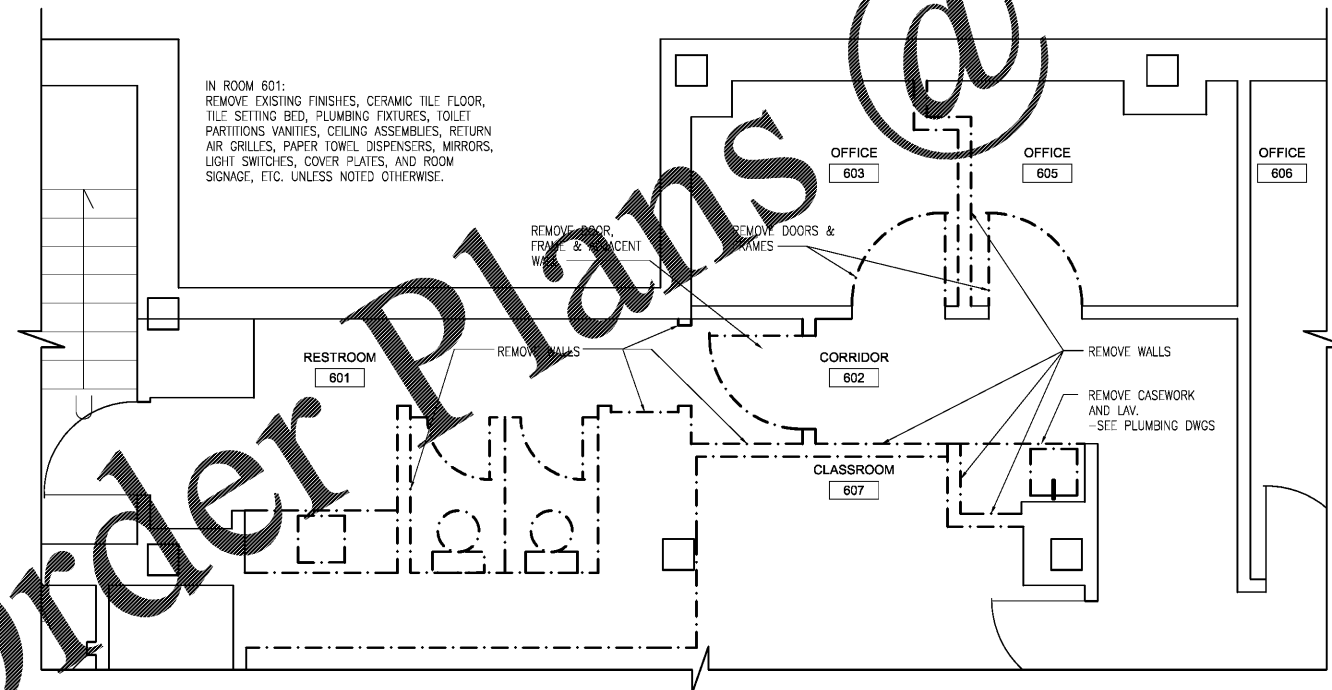 IN ROOM 601:
REMOVE EXISTING FINISHES, CERAMIC TILE FLOOR,
TILE SETTING BED, PLUMBING FIXTURES, TOILET
PARTITIONS VANITIES, CEILING ASSEMBLIES, RETURN
AIR GRILLES, PAPER TOWEL DISPENSERS, MIRRORS,
LIGHT SWITCHES, COVER PLATES, AND ROOM
SIGNAGE, ETC. UNLESS NOTED OTHERWISE.
OFFICE
603
OFFICE
605
OFFICE
606
REMOVE DOOR,
FRAME & ADJACENT
WALL
REMOVE DOORS &
FRAMES
RESTROOM
601
REMOVE WALLS
CORRIDOR
602
REMOVE WALLS
REMOVE CASEWORK
AND LAV.
-SEE PLUMBING DWGS
CLASSROOM
607
U
Order Plans @